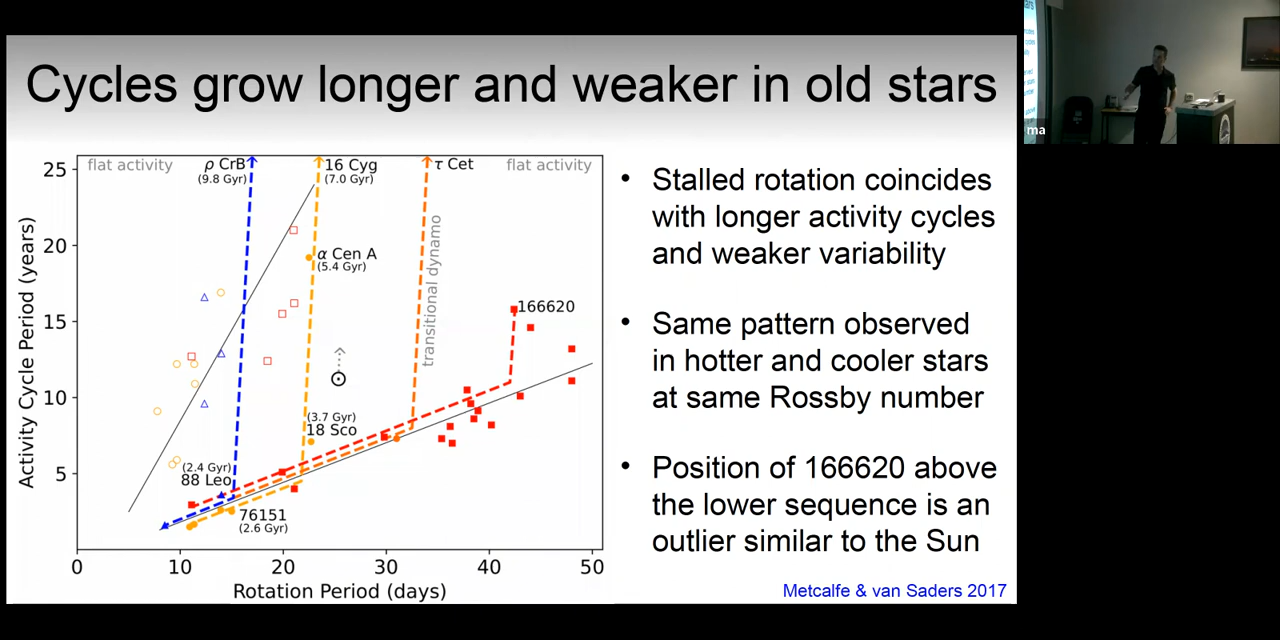 Cycles grow longer and weaker in old stars
flat activity
ρ CrB
(9.8 Gyr)
16 Cyg
(7.0 Gyr)
τ Cet
flat activity
α Cen A
(5.4 Gyr)
transitional dynamo
166620
(3.7 Gyr)
18 Sco
(2.4 Gyr)
88 Leo
76151
(2.6 Gyr)
25
20
15
10
5
Activity Cycle Period (years)
0 10 20 30 40 50
Rotation Period (days)
• Stalled rotation coincides
with longer activity cycles
and weaker variability
• Same pattern observed
in hotter and cooler stars
at same Rossby number
• Position of 166620 above
the lower sequence is an
outlier similar to the Sun
Metcalfe & van Saders 2017
ma